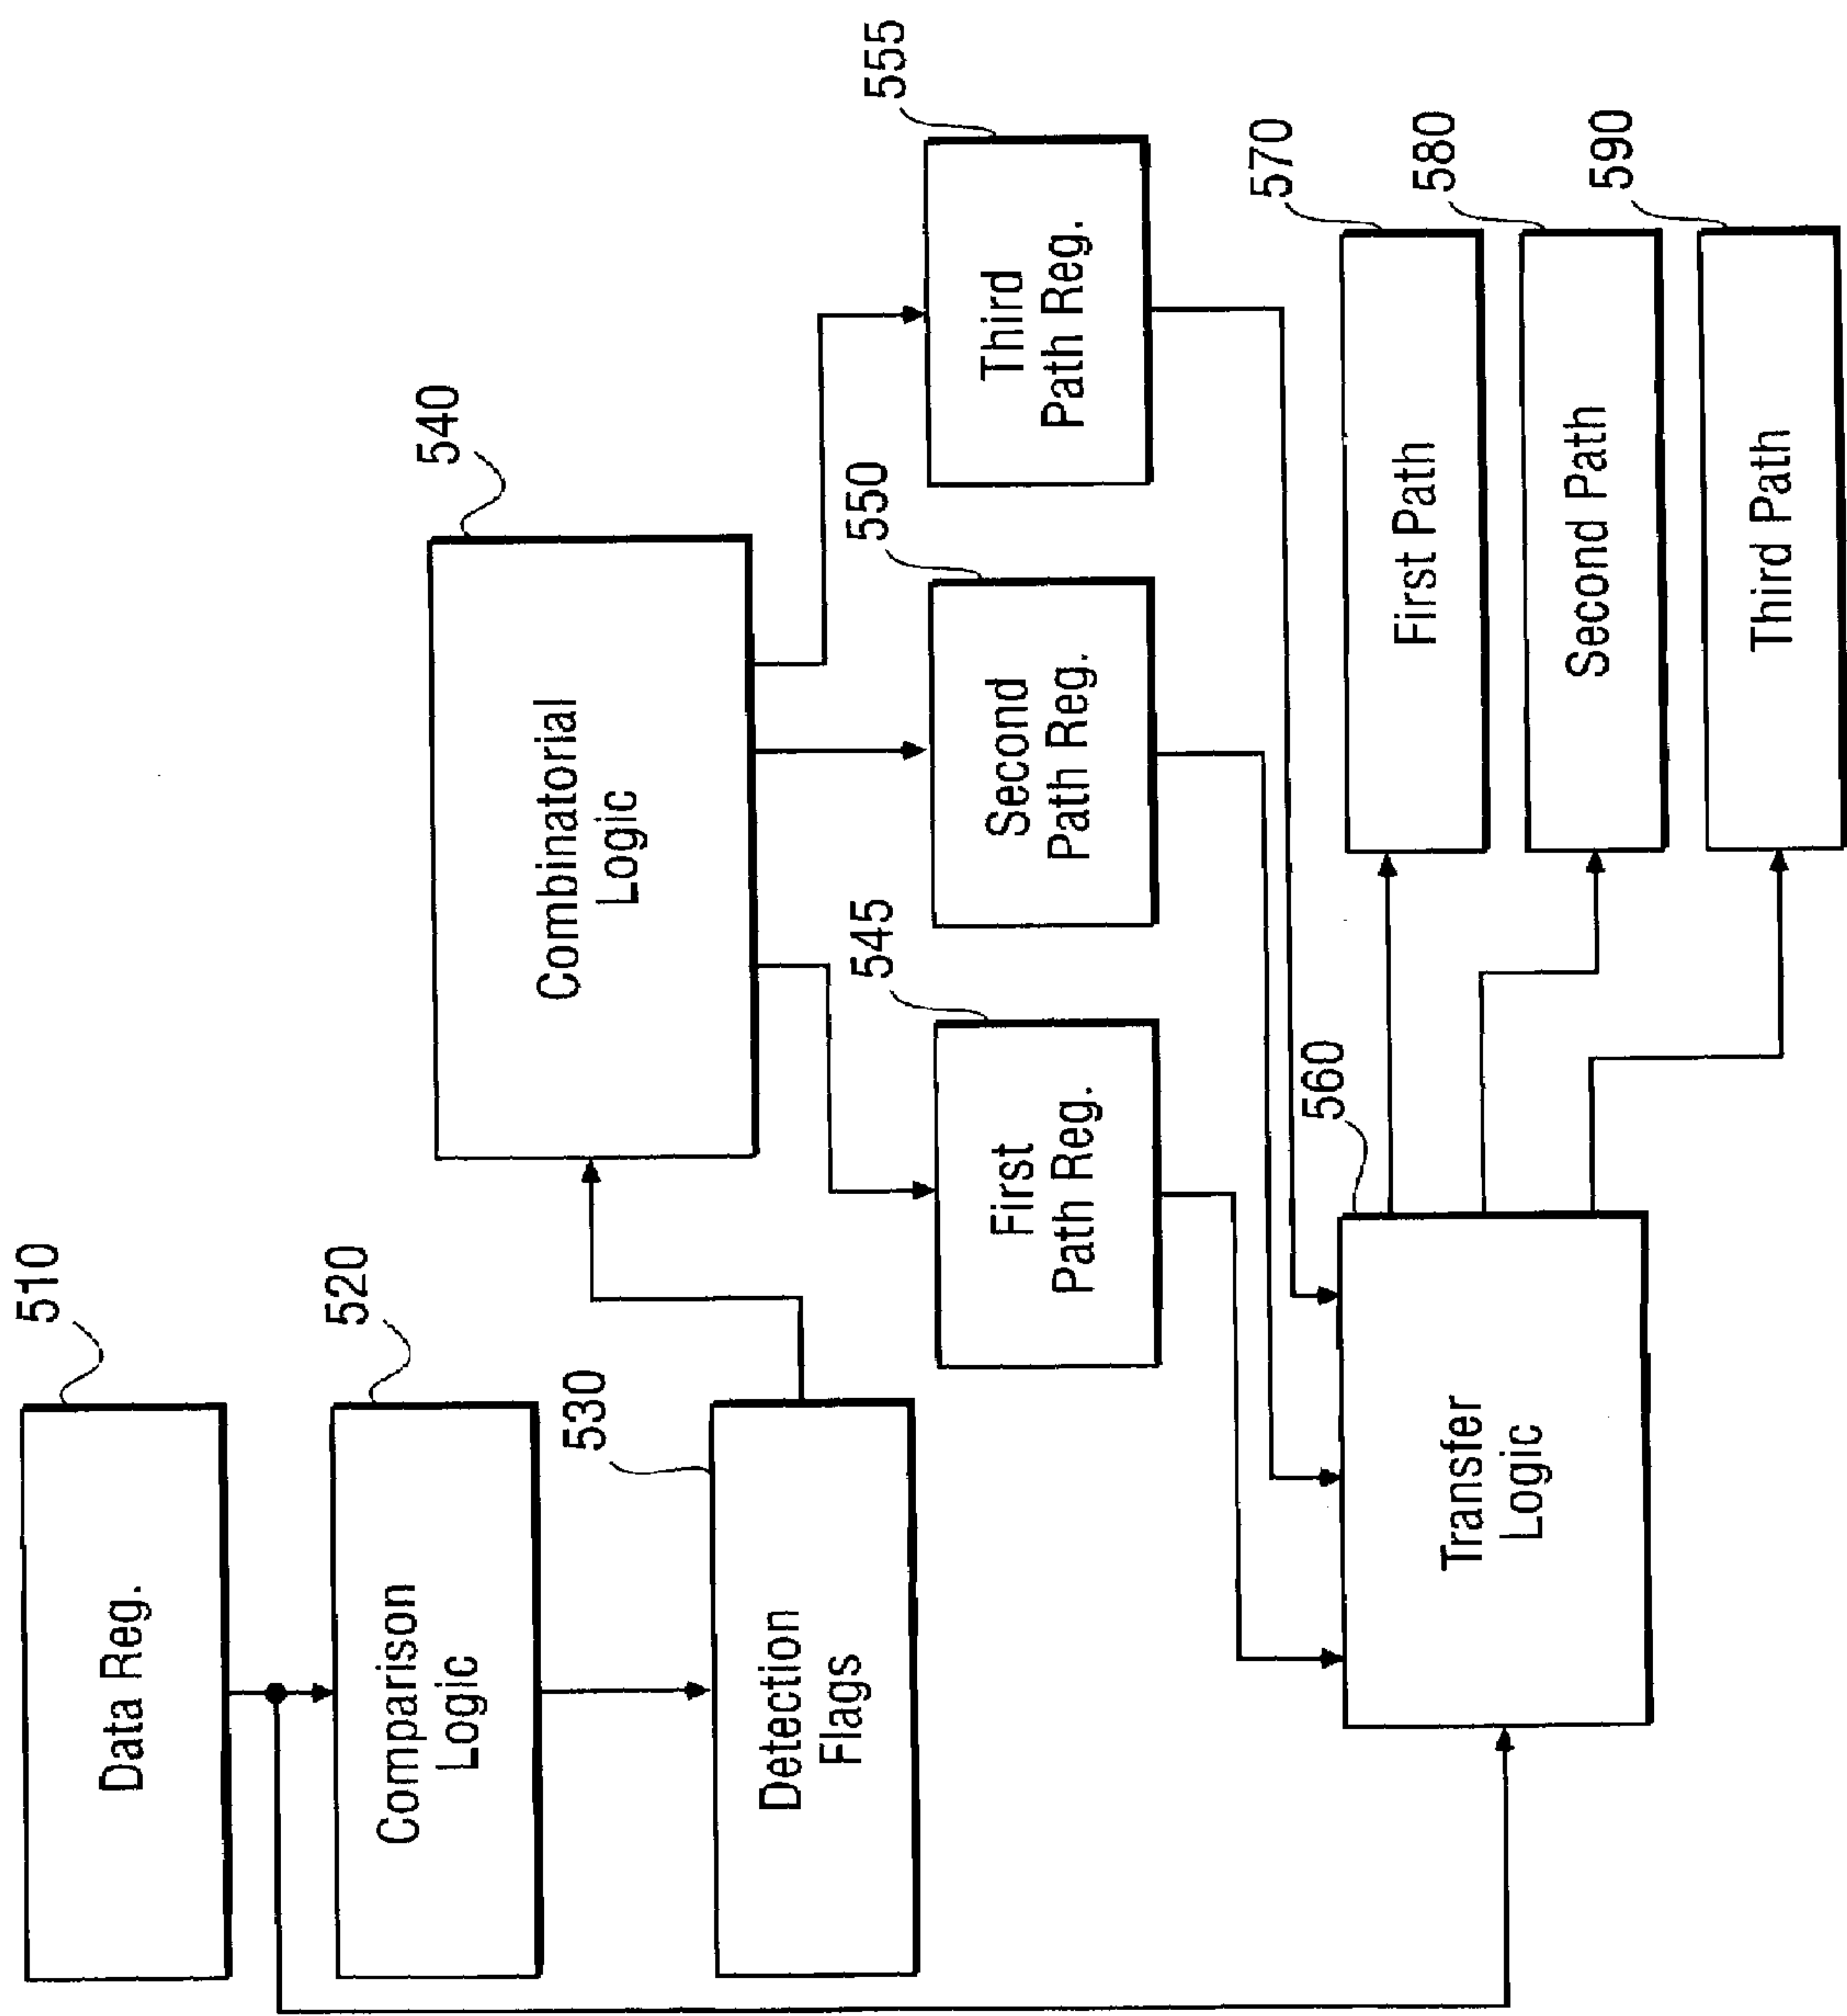 510
Data Reg.
520
Comparison
Logic
530
Detection
Flags
540
Combinatorial
Logic
545
First
Path Reg.
550
Second
Path Reg.
555
Third
Path Reg.
560
Transfer
Logic
570
First Path
580
Second Path
590
Third Path